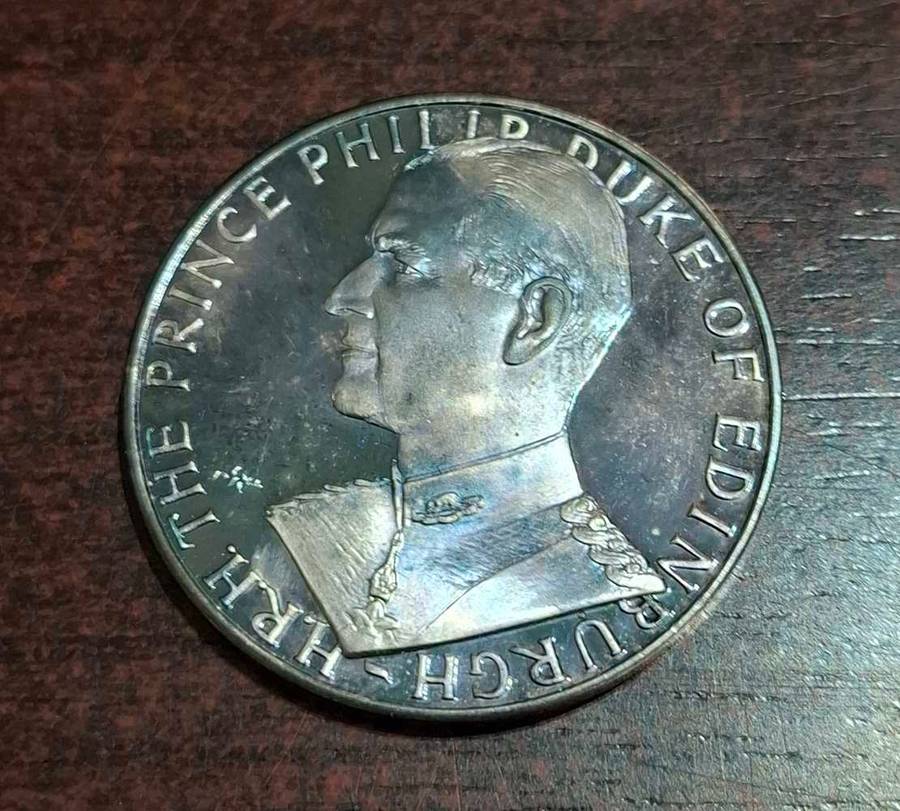 H.R.H. THE PRINCE PHILIP DUKE OF EDINBURGH -